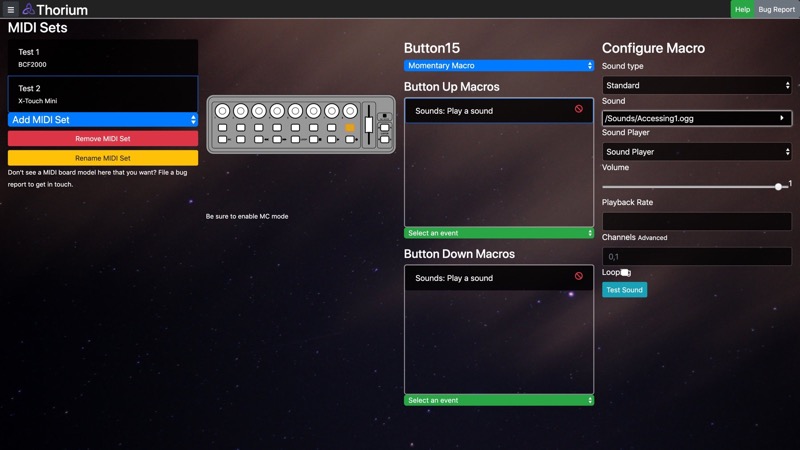 Thorium
Help
Bug Report
MIDI Sets
Test 1
BCF2000
Test 2
X-Touch Mini
Add MIDI Set
Remove MIDI Set
Rename MIDI Set
Don't see a MIDI board model here that you want? File a bug
report to get in touch.
Be sure to enable MC mode
Button15
Momentary Macro
Button Up Macros
Sounds: Play a sound
Select an event
Button Down Macros
Sounds: Play a sound
Select an event
Configure Macro
Sound type
Standard
Sound
/Sounds/Accessing1.ogg
Sound Player
Sound Player
Volume
1
Playback Rate
Channels Advanced
0,1
Test Sound